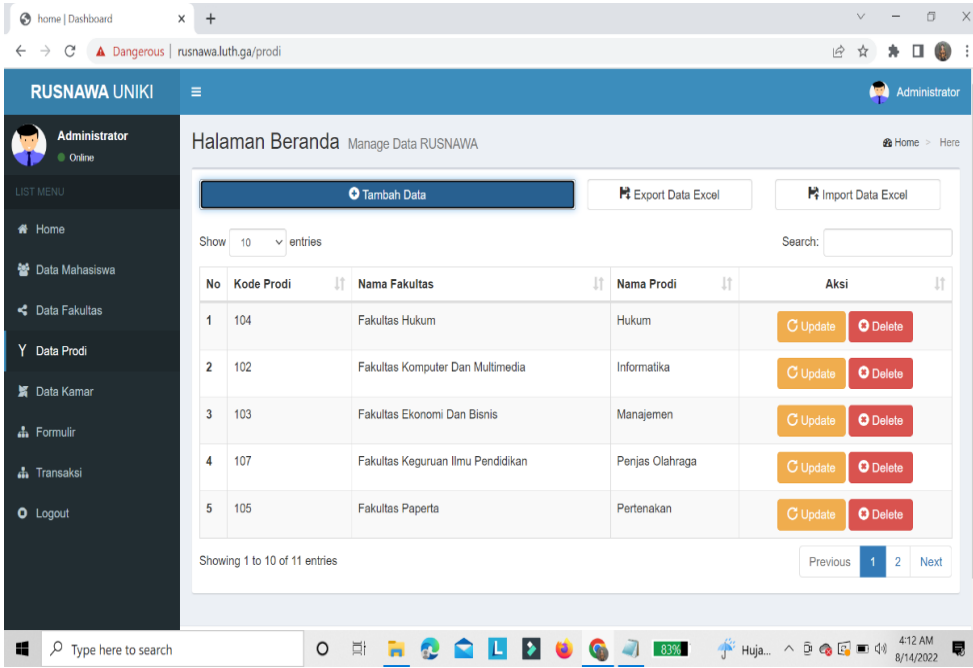 home | Dashboard
Dangerous | rusnawa.luth.ga/prodi
RUSNAWA UNIKI
Administrator
Administrator
Online
LIST MENU
Home
Data Mahasiswa
Data Fakultas
Data Prodi
Data Kamar
Formulir
Transaksi
Logout
Halaman Beranda Manage Data RUSNAWA
Home > Here
Tambah Data Export Data Excel Import Data Excel
Show 10 entries Search:
No Kode Prodi Nama Fakultas Nama Prodi Aksi
1 104 Fakultas Hukum Hukum Update Delete
2 102 Fakultas Komputer Dan Multimedia Informatika Update Delete
3 103 Fakultas Ekonomi Dan Bisnis Manajemen Update Delete
4 107 Fakultas Keguruan Ilmu Pendidikan Penjas Olahraga Update Delete
5 105 Fakultas Paperta Pertenakan Update Delete
Showing 1 to 10 of 11 entries Previous 1 2 Next
Type here to search L 83% Huja... 4:12 AM
8/14/2022